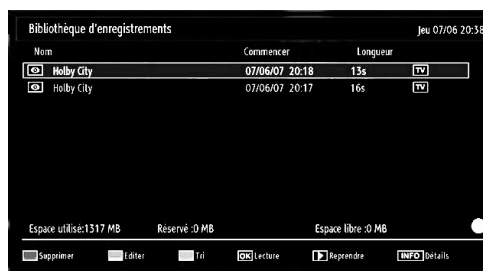 Bibliothèque d'enregistrements Jeu 07/06 20:38
Nom Commencer Longueur
Holby City 07/06/07 20:18 13s TV
Holby City 07/06/07 20:17 16s TV
Espace utilisé:1317 MB Réservé :0 MB Espace libre :0 MB
Supprimer Editer Tri OK Lecture Reprendre INFO Détails